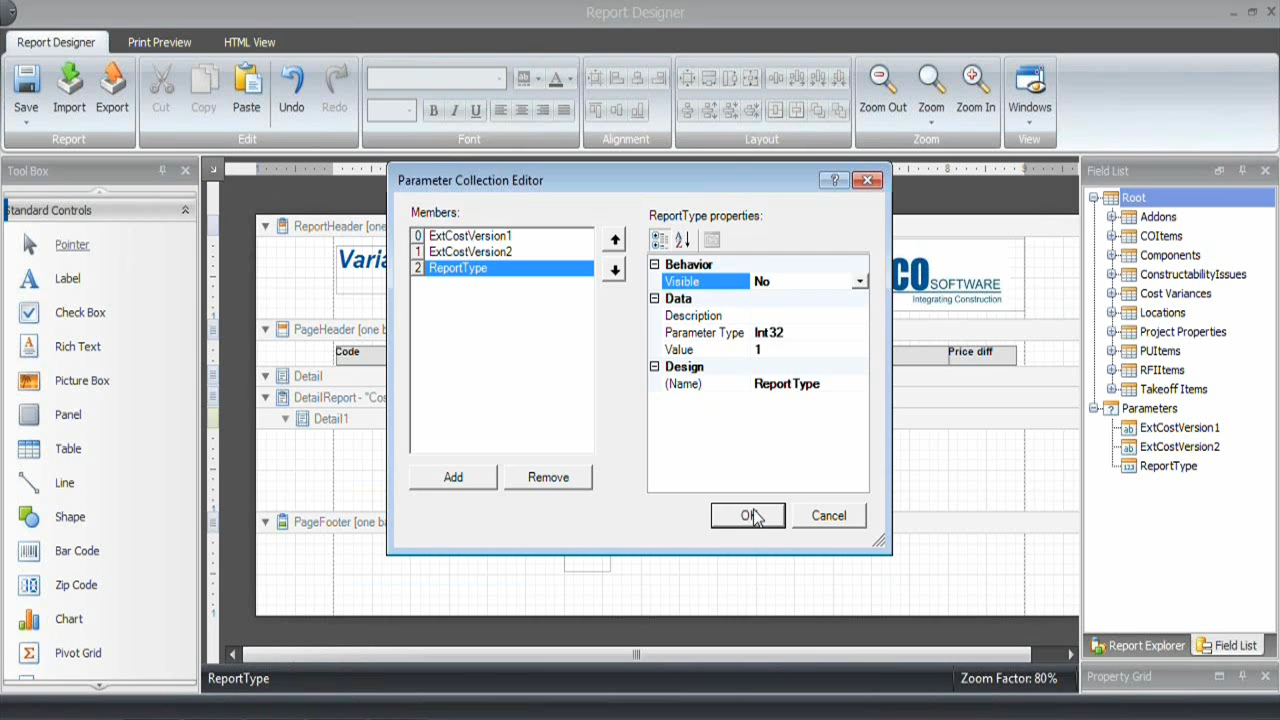 Report Designer
Report Designer Print Preview HTML View
Save Import Export Cut Copy Paste Undo Redo B I U Zoom Out Zoom Zoom In Windows
Report Edit Font Alignment Layout Zoom View
Tool Box
Standard Controls
Pointer
Label
Check Box
Rich Text
Picture Box
Panel
Table
Line
Shape
Bar Code
Zip Code
Chart
Pivot Grid
8 9
ReportHeader [one
Varia
CO SOFTWARE
Integrating Construction
PageHeader [one b
Code
Price diff
Detail
DetailReport - "Cos
Detail1
PageFooter [one ba
Parameter Collection Editor
Members:
0 ExtCostVersion1
1 ExtCostVersion2
2 ReportType
Add Remove
ReportType properties:
Behavior
Visible No
Data
Description
Parameter Type Int32
Value 1
Design
(Name) ReportType
OK Cancel
Field List
Root
Addons
COItems
Components
ConstructabilityIssues
Cost Variances
Locations
Project Properties
PUItems
RFIItems
Takeoff Items
Parameters
ExtCostVersion1
ExtCostVersion2
ReportType
Report Explorer Field List
ReportType
Zoom Factor: 80%
Property Grid